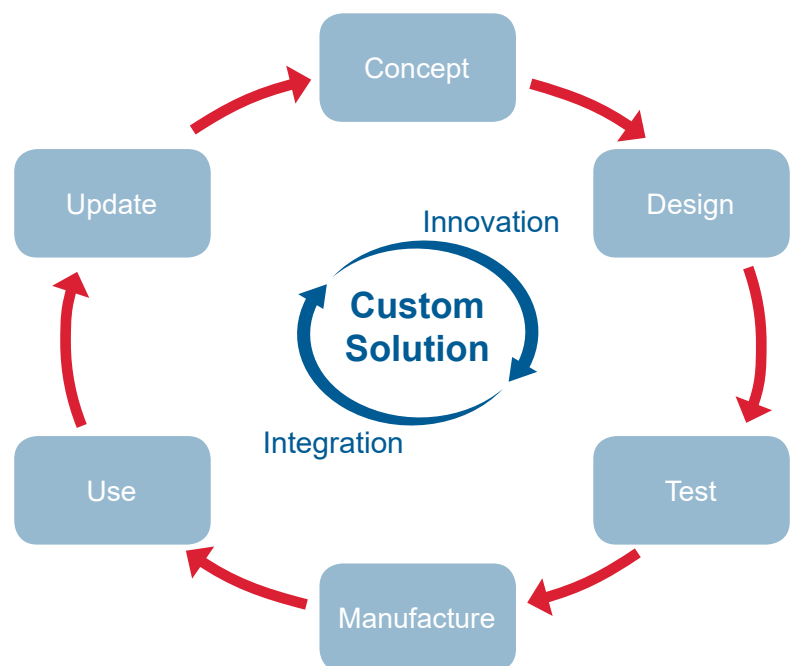 Concept
Update
Design
Innovation
Custom
Solution
Integration
Use
Test
Manufacture